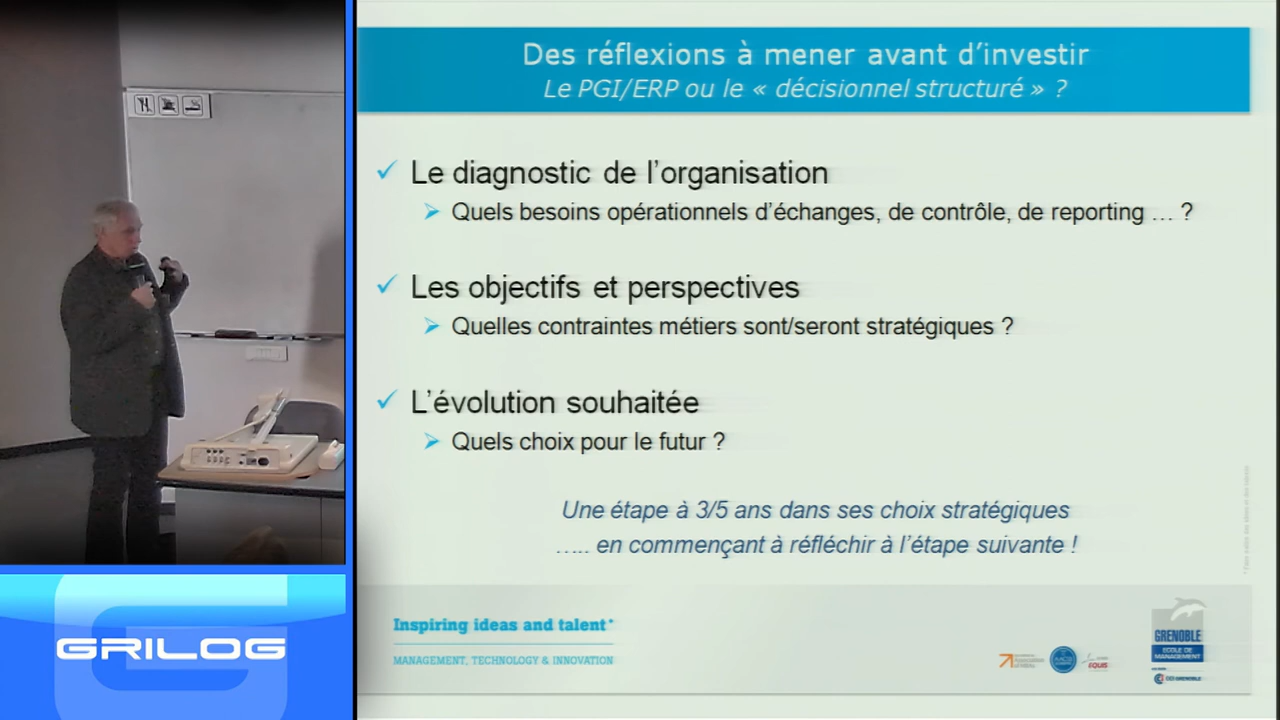 Des réflexions à mener avant d'investir
Le PGI/ERP ou le « décisionnel structuré » ?
✓ Le diagnostic de l'organisation
➢ Quels besoins opérationnels d'échanges, de contrôle, de reporting … ?
✓ Les objectifs et perspectives
➢ Quelles contraintes métiers sont/seront stratégiques ?
✓ L'évolution souhaitée
➢ Quels choix pour le futur ?
Une étape à 3/5 ans dans ses choix stratégiques
….. en commençant à réfléchir à l'étape suivante !
Inspiring ideas and talent*
MANAGEMENT, TECHNOLOGY & INNOVATION
EQUIS
GRENOBLE
ECOLE DE
MANAGEMENT
CCI GRENOBLE
GRILOG